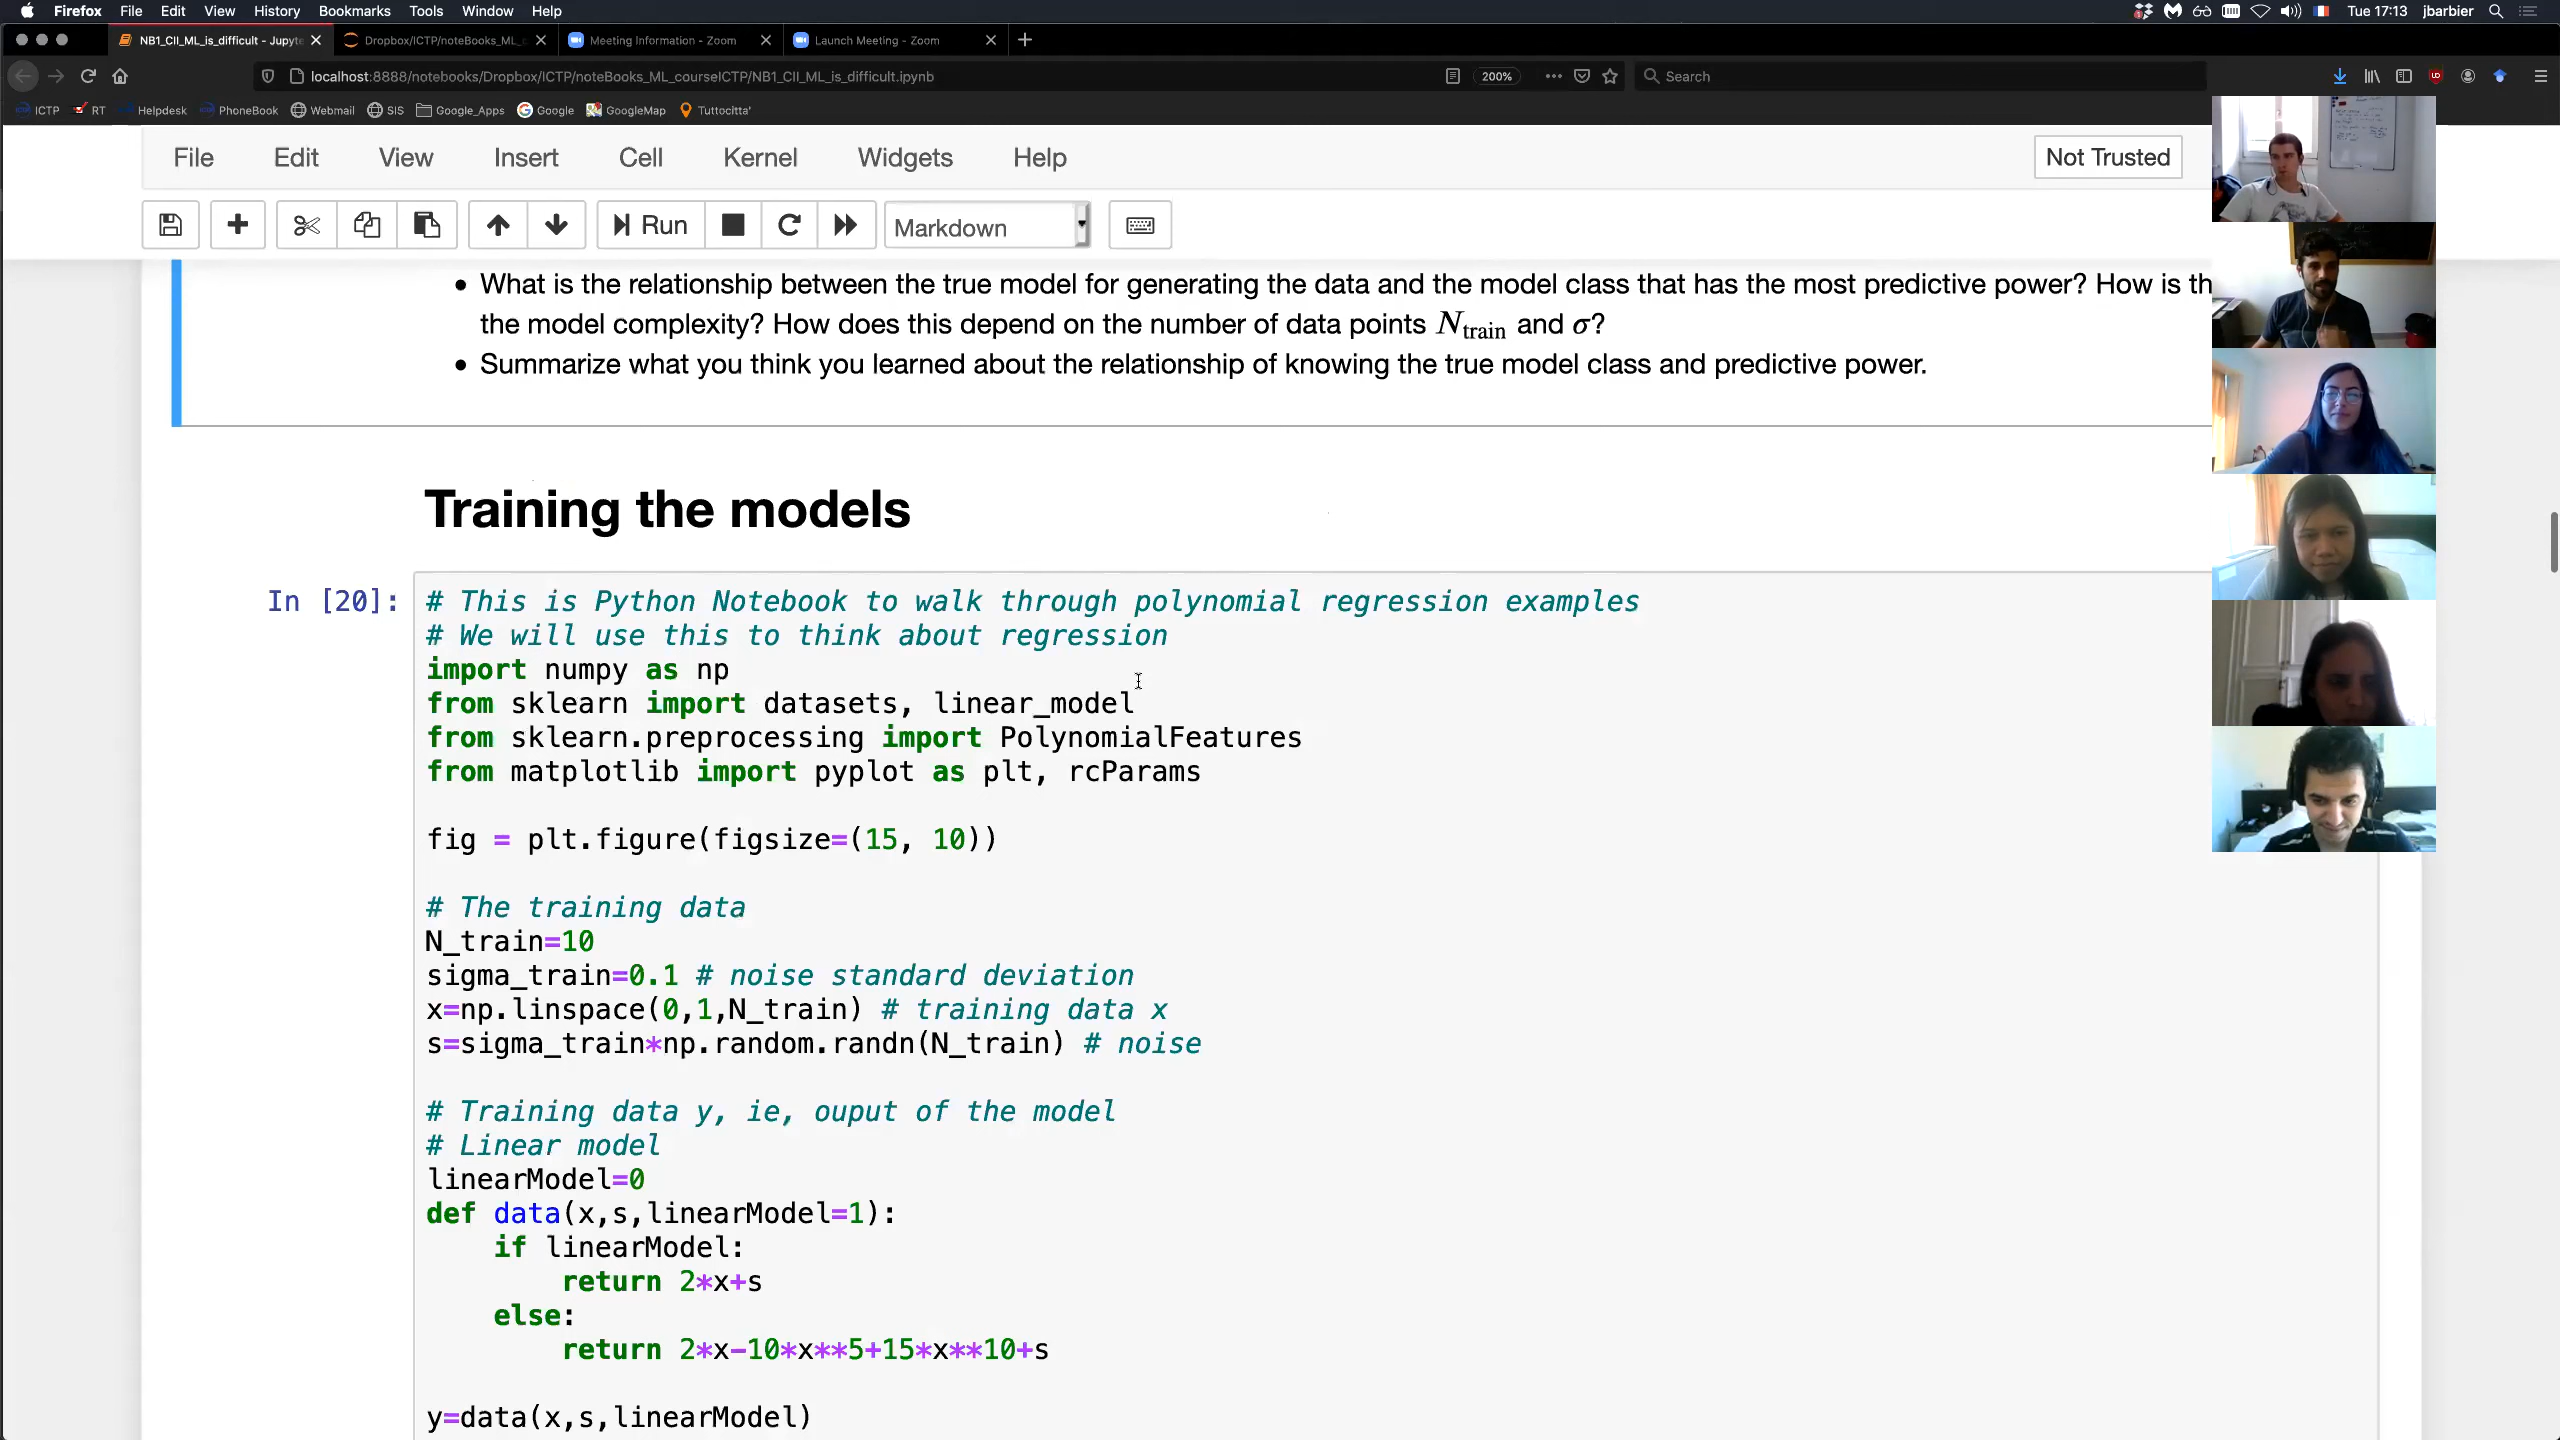 Firefox File Edit View History Bookmarks Tools Window Help Tue 17:13 jbarbier
NB1_CII_ML_is_difficult - Jupyte Dropbox/ICTP/noteBooks_ML_c Meeting Information - Zoom Launch Meeting - Zoom
localhost:8888/notebooks/Dropbox/ICTP/noteBooks_ML_courseICTP/NB1_CII_ML_is_difficult.ipynb 200% Search
ICTP RT Helpdesk PhoneBook Webmail SIS Google_Apps Google GoogleMap Tuttocitta'
File Edit View Insert Cell Kernel Widgets Help Not Trusted
Run Markdown
• What is the relationship between the true model for generating the data and the model class that has the most predictive power? How is th
the model complexity? How does this depend on the number of data points Ntrain and σ?
• Summarize what you think you learned about the relationship of knowing the true model class and predictive power.
Training the models
In [20]: # This is Python Notebook to walk through polynomial regression examples
# We will use this to think about regression
import numpy as np
from sklearn import datasets, linear_model
from sklearn.preprocessing import PolynomialFeatures
from matplotlib import pyplot as plt, rcParams
fig = plt.figure(figsize=(15, 10))
# The training data
N_train=10
sigma_train=0.1 # noise standard deviation
x=np.linspace(0,1,N_train) # training data x
s=sigma_train*np.random.randn(N_train) # noise
# Training data y, ie, ouput of the model
# Linear model
linearModel=0
def data(x,s,linearModel=1):
if linearModel:
return 2*x+s
else:
return 2*x-10*x**5+15*x**10+s
y=data(x,s,linearModel)